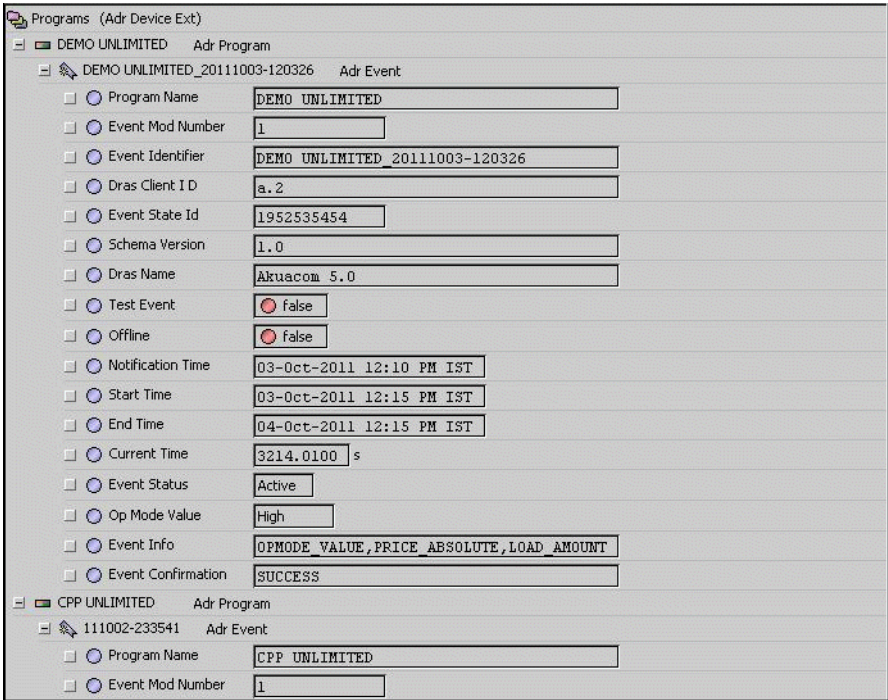 Programs (Adr Device Ext)
DEMO UNLIMITED Adr Program
DEMO UNLIMITED_20111003-120326 Adr Event
Program Name DEMO UNLIMITED
Event Mod Number 1
Event Identifier DEMO UNLIMITED_20111003-120326
Dras Client I D a.2
Event State Id 1952535454
Schema Version 1.0
Dras Name Akuacom 5.0
Test Event false
Offline false
Notification Time 03-Oct-2011 12:10 PM IST
Start Time 03-Oct-2011 12:15 PM IST
End Time 04-Oct-2011 12:15 PM IST
Current Time 3214.0100 s
Event Status Active
Op Mode Value High
Event Info OPMODE_VALUE,PRICE_ABSOLUTE,LOAD_AMOUNT
Event Confirmation SUCCESS
CPP UNLIMITED Adr Program
111002-233541 Adr Event
Program Name CPP UNLIMITED
Event Mod Number 1